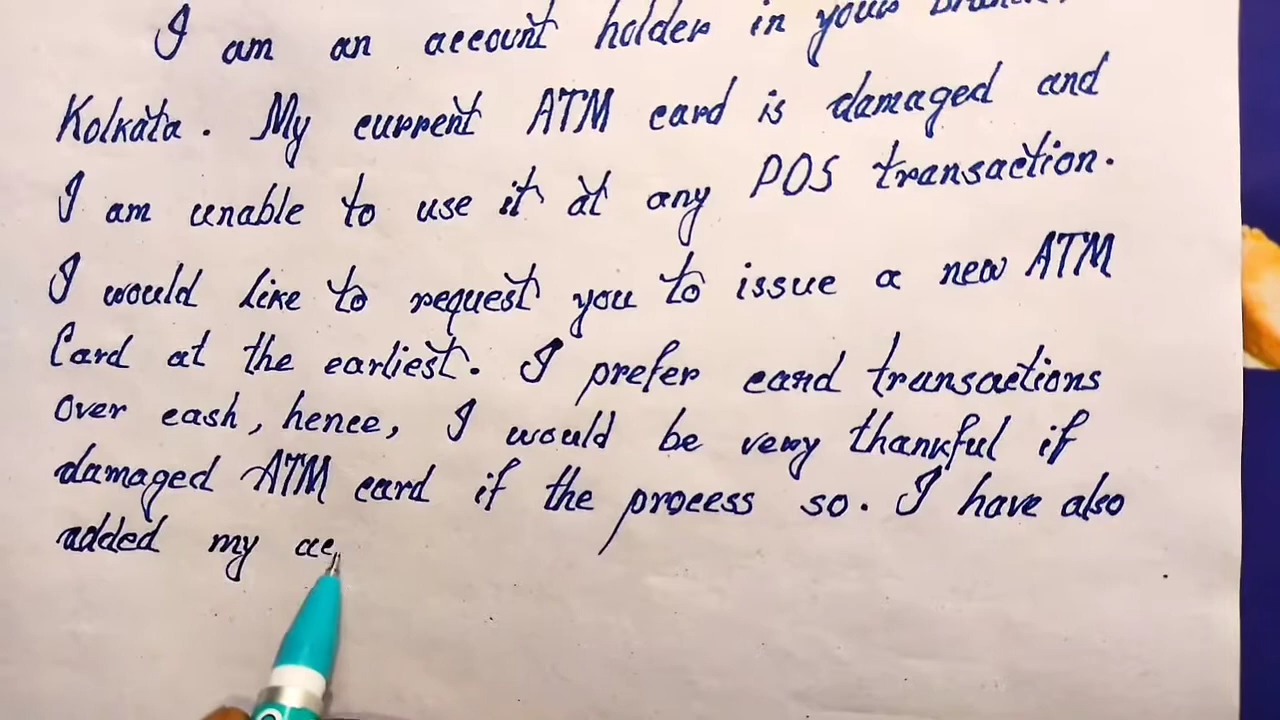 I am an account holder in your Branch,
Kolkata. My current ATM card is damaged and
I am unable to use it at any POS transaction.
I would like to request you to issue a new ATM
Card at the earliest. I prefer card transactions
over cash, hence, I would be very thankful if
damaged ATM card if the process so. I have also
added my ac